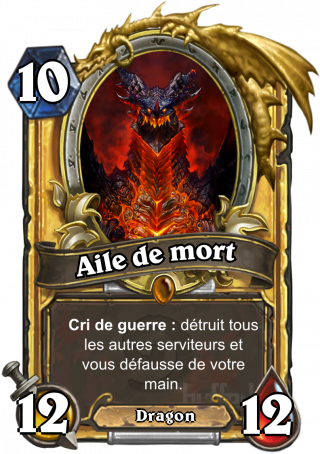 10
Aile de mort
Cri de guerre : détruit tous
les autres serviteurs et
vous défausse de votre
main.
12
Dragon
12